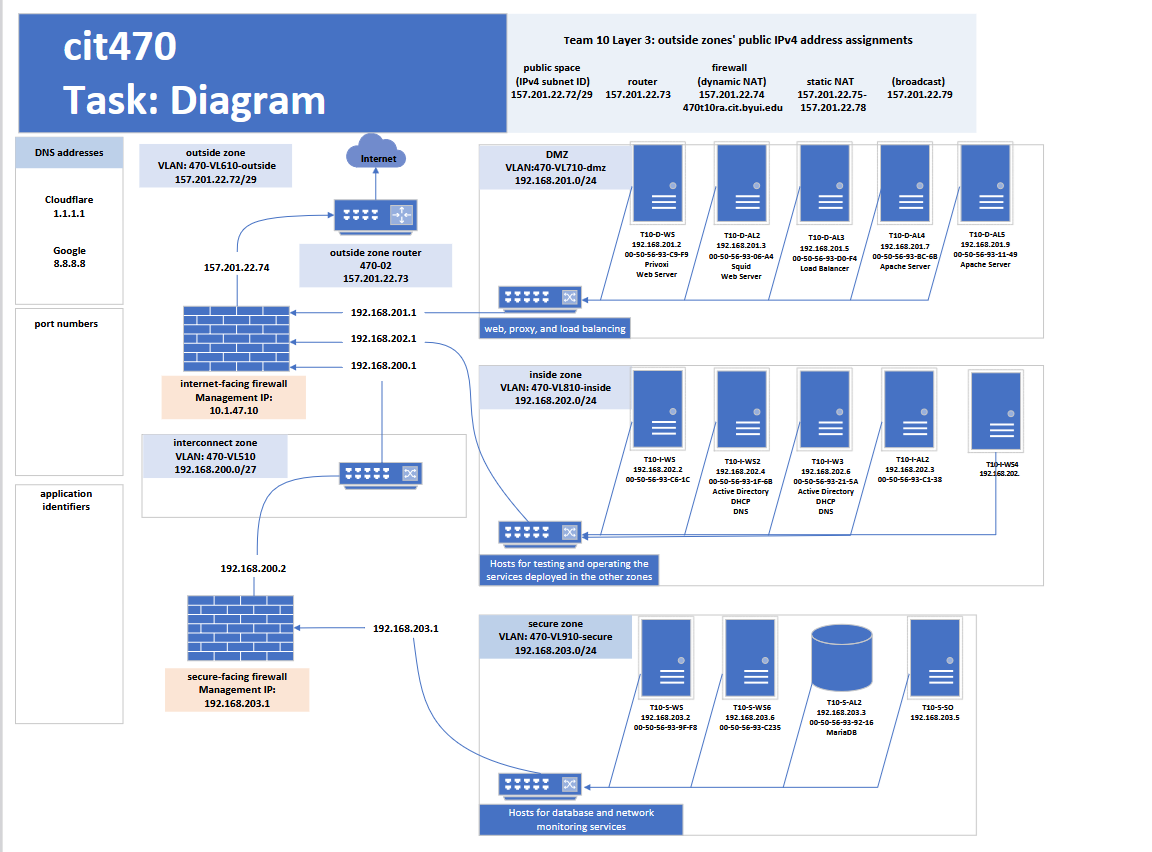 cit470
Task: Diagram
Team 10 Layer 3: outside zones' public IPv4 address assignments
public space
(IPv4 subnet ID)
157.201.22.72/29
router
157.201.22.73
firewall
(dynamic NAT)
157.201.22.74
470t10ra.cit.byui.edu
static NAT
157.201.22.75-
157.201.22.78
(broadcast)
157.201.22.79
DNS addresses
Cloudflare
1.1.1.1
Google
8.8.8.8
port numbers
application
identifiers
outside zone
VLAN: 470-VL610-outside
157.201.22.72/29
Internet
outside zone router
470-02
157.201.22.73
157.201.22.74
192.168.201.1
192.168.202.1
192.168.200.1
internet-facing firewall
Management IP:
10.1.47.10
interconnect zone
VLAN: 470-VL510
192.168.200.0/27
192.168.200.2
192.168.203.1
secure-facing firewall
Management IP:
192.168.203.1
DMZ
VLAN:470-VL710-dmz
192.168.201.0/24
T10-D-WS
192.168.201.2
00-50-56-93-C9-F9
Privoxi
Web Server
T10-D-AL2
192.168.201.3
00-50-56-93-06-A4
Squid
Web Server
T10-D-AL3
192.168.201.5
00-50-56-93-D0-F4
Load Balancer
T10-D-AL4
192.168.201.7
00-50-56-93-BC-6B
Apache Server
T10-D-AL5
192.168.201.9
00-50-56-93-11-49
Apache Server
web, proxy, and load balancing
inside zone
VLAN: 470-VL810-inside
192.168.202.0/24
T10-I-WS
192.168.202.2
00-50-56-93-C6-1C
T10-I-WS2
192.168.202.4
00-50-56-93-1F-6B
Active Directory
DHCP
DNS
T10-I-W3
192.168.202.6
00-50-56-93-21-5A
Active Directory
DHCP
DNS
T10-I-AL2
192.168.202.3
00-50-56-93-C1-38
T10-I-WS4
192.168.202.
Hosts for testing and operating the
services deployed in the other zones
secure zone
VLAN: 470-VL910-secure
192.168.203.0/24
T10-S-WS
192.168.203.2
00-50-56-93-9F-F8
T10-S-WS6
192.168.203.6
00-50-56-93-C235
T10-S-AL2
192.168.203.3
00-50-56-93-92-16
MariaDB
T10-S-SO
192.168.203.5
Hosts for database and network
monitoring services